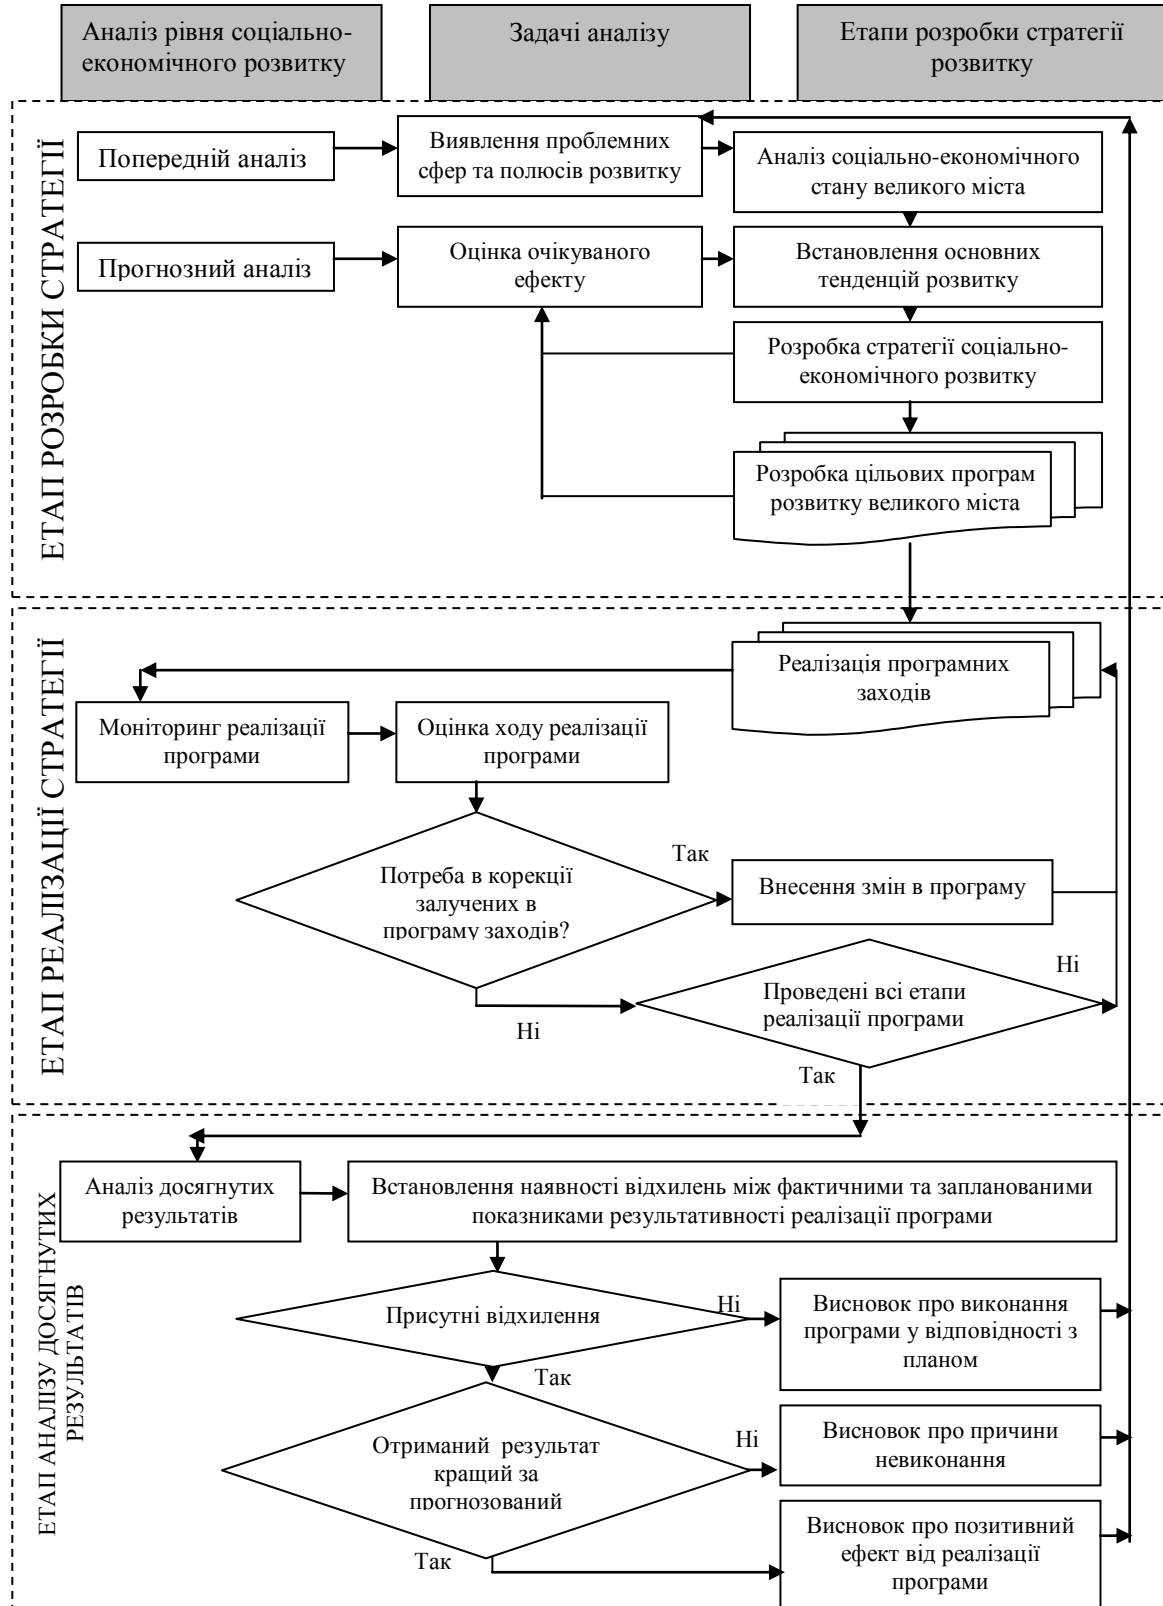 Аналіз рівня соціально-
економічного розвитку
Задачі аналізу
Етапи розробки стратегії
розвитку
ЕТАП РОЗРОБКИ СТРАТЕГІЇ
Попередній аналіз
Виявлення проблемних
сфер та полюсів розвитку
Аналіз соціально-економічного
стану великого міста
Прогнозний аналіз
Оцінка очікуваного
ефекту
Встановлення основних
тенденцій розвитку
Розробка стратегії соціально-
економічного розвитку
Розробка цільових програм
розвитку великого міста
ЕТАП РЕАЛІЗАЦІЇ СТРАТЕГІЇ
Реалізація програмних
заходів
Моніторинг реалізації
програми
Оцінка ходу реалізації
програми
Потреба в корекції
залучених в
програму заходів?
Так
Внесення змін в програму
Ні
Проведені всі етапи
реалізації програми
Ні
Так
ЕТАП АНАЛІЗУ ДОСЯГНУТИХ
РЕЗУЛЬТАТІВ
Аналіз досягнутих
результатів
Встановлення наявності відхилень між фактичними та запланованими
показниками результативності реалізації програми
Присутні відхилення
Ні
Висновок про виконання
програми у відповідності з
планом
Так
Отриманий результат
кращий за
прогнозований
Ні
Висновок про причини
невиконання
Так
Висновок про позитивний
ефект від реалізації
програми